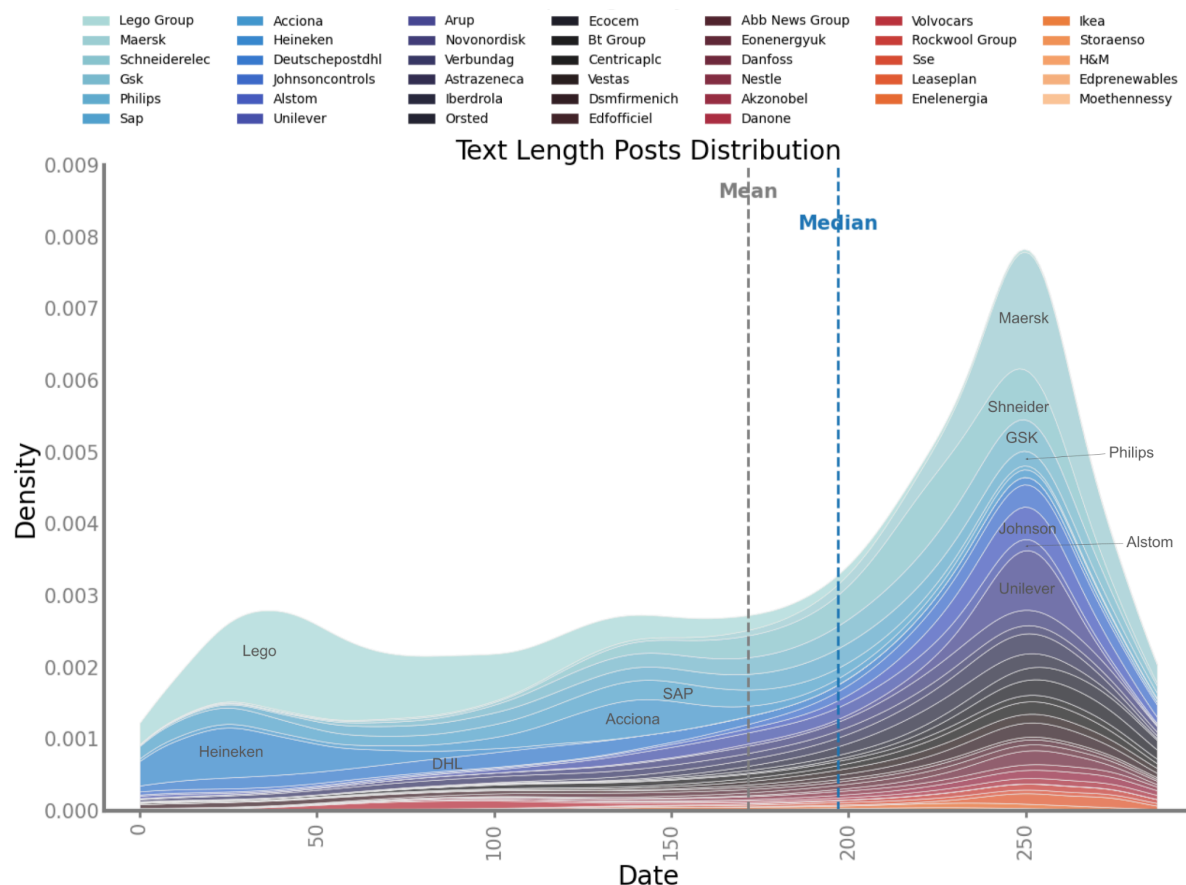 Lego Group Acciona Arup Ecocem Abb News Group Volvocars Ikea
Maersk Heineken Novonordisk Bt Group Eonenergyuk Rockwool Group Storaenso
Schneiderelec Deutschepostdhl Verbundag Centricaplc Danfoss Sse H&M
Gsk Johnsoncontrols Astrazeneca Vestas Nestle Leaseplan Edprenewables
Philips Alstom Iberdrola Dsmfirmenich Akzonobel Enelenergia Moethennessy
Sap Unilever Orsted Edfofficiel Danone
Text Length Posts Distribution
0.009
Mean
Median
0.008
0.007
Maersk
0.006
Shneider
GSK
Philips
0.005
Density
0.004
Johnson
Alstom
0.003
Unilever
Lego
0.002
SAP
Acciona
Heineken
DHL
0.001
0.000
0 50 100 150 200 250
Date